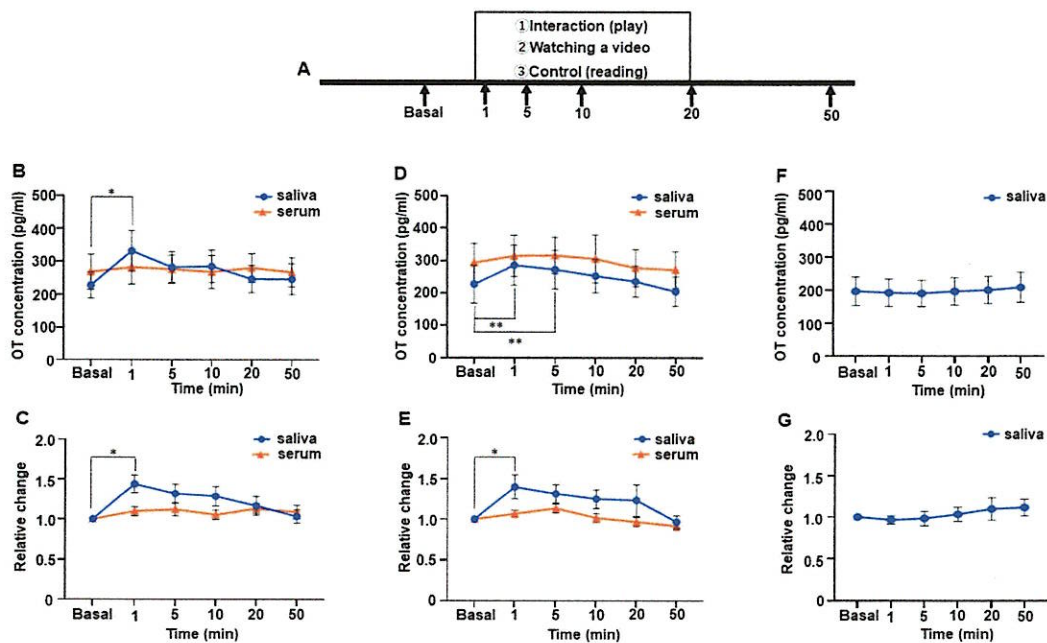 ① Interaction (play)
② Watching a video
③ Control (reading)
A
Basal 1 5 10 20 50
B
OT concentration (pg/ml)
500
400
300
200
100
0
*
saliva
serum
Basal 1 5 10 20 50
Time (min)
D
OT concentration (pg/ml)
500
400
300
200
100
0
**
**
saliva
serum
Basal 1 5 10 20 50
Time (min)
F
OT concentration (pg/ml)
500
400
300
200
100
0
saliva
Basal 1 5 10 20 50
Time (min)
C
Relative change
2.0
1.5
1.0
0.5
0
*
saliva
serum
Basal 1 5 10 20 50
Time (min)
E
Relative change
2.0
1.5
1.0
0.5
0
*
saliva
serum
Basal 1 5 10 20 50
Time (min)
G
Relative change
2.0
1.5
1.0
0.5
0
saliva
Basal 1 5 10 20 50
Time (min)